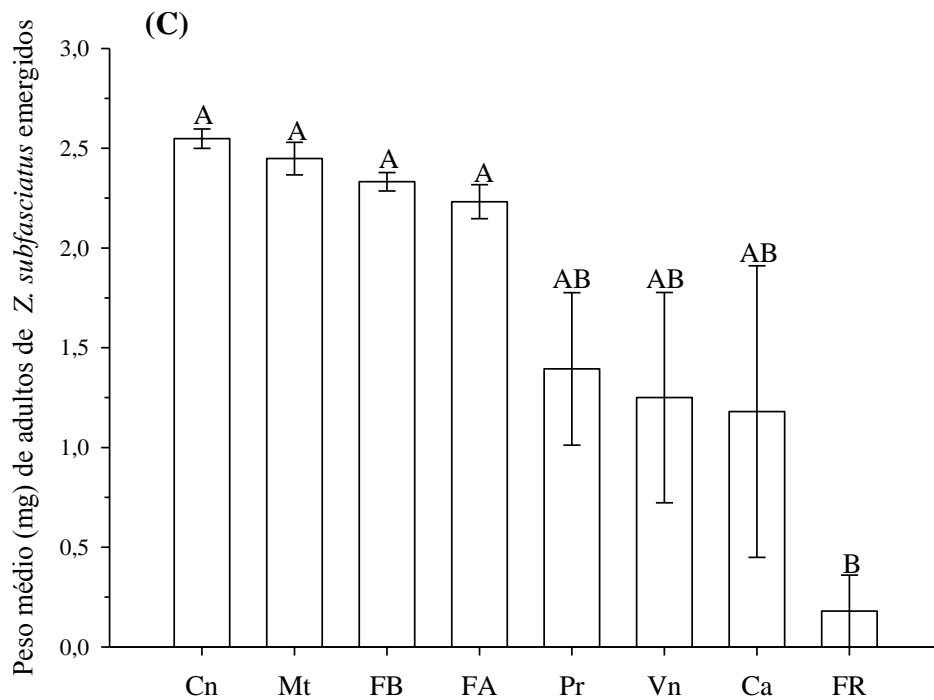 (C)
Peso médio (mg) de adultos de Z. subfasciatus emergidos
3,0
2,5
2,0
1,5
1,0
0,5
0,0
A
A
A
A
AB
AB
AB
B
Cn Mt FB FA Pr Vn Ca FR